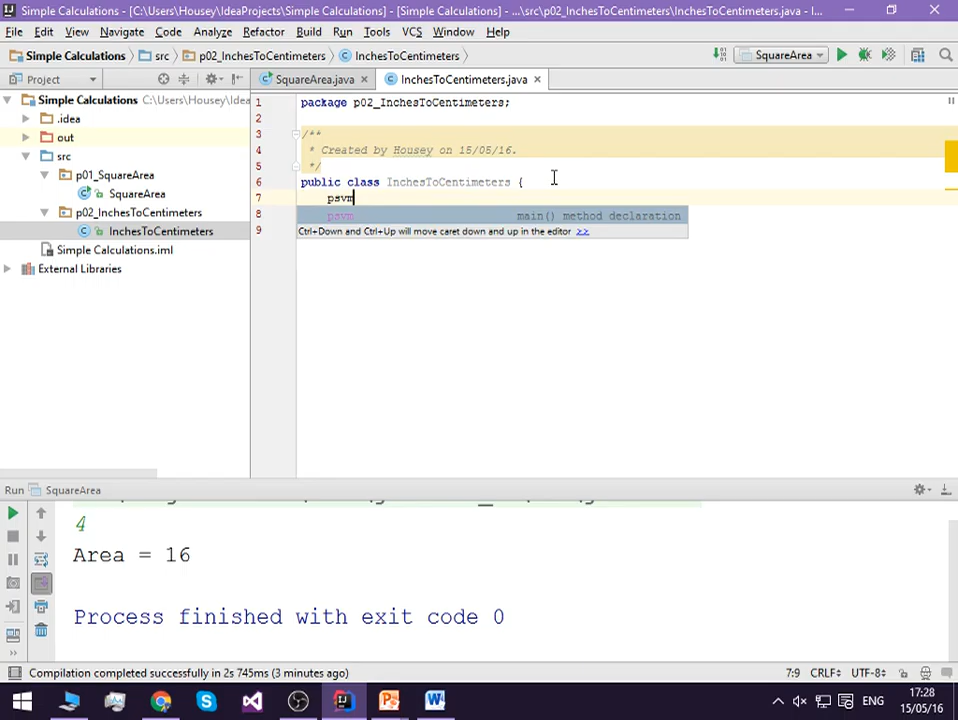 Simple Calculations - [C:\Users\Housey\IdeaProjects\Simple Calculations] - [Simple Calculations] - ...\src\p02_InchesToCentimeters\InchesToCentimeters.java - I...
File Edit View Navigate Code Analyze Refactor Build Run Tools VCS Window Help
Simple Calculations src p02_InchesToCentimeters InchesToCentimeters SquareArea
Project SquareArea.java InchesToCentimeters.java
Simple Calculations C:\Users\Housey\Idea
.idea
out
src
p01_SquareArea
SquareArea
p02_InchesToCentimeters
InchesToCentimeters
Simple Calculations.iml
External Libraries
1 package p02_InchesToCentimeters;
2
3 /**
4 * Created by Housey on 15/05/16.
5 */
6 public class InchesToCentimeters {
7 psvm
8 psvm main() method declaration
9 Ctrl+Down and Ctrl+Up will move caret down and up in the editor >>
Run SquareArea
4
Area = 16
Process finished with exit code 0
Compilation completed successfully in 2s 745ms (3 minutes ago) 7:9 CRLF UTF-8
ENG 17:28
15/05/16